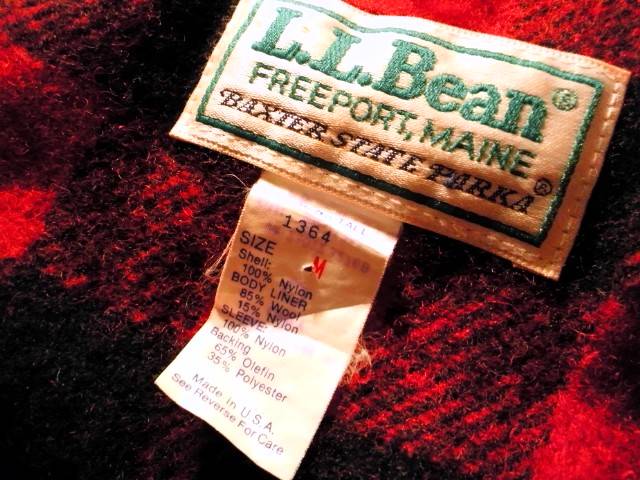 L.L.Bean®
FREEPORT, MAINE
BAXTER STATE PARKA®
1364
SIZE
M
Shell:
100% Nylon
BODY LINER
85% Wool
15% Nylon
SLEEVE:
100% Nylon
Backing
65% Olefin
35% Polyester
Made in U.S.A.
See Reverse For Care